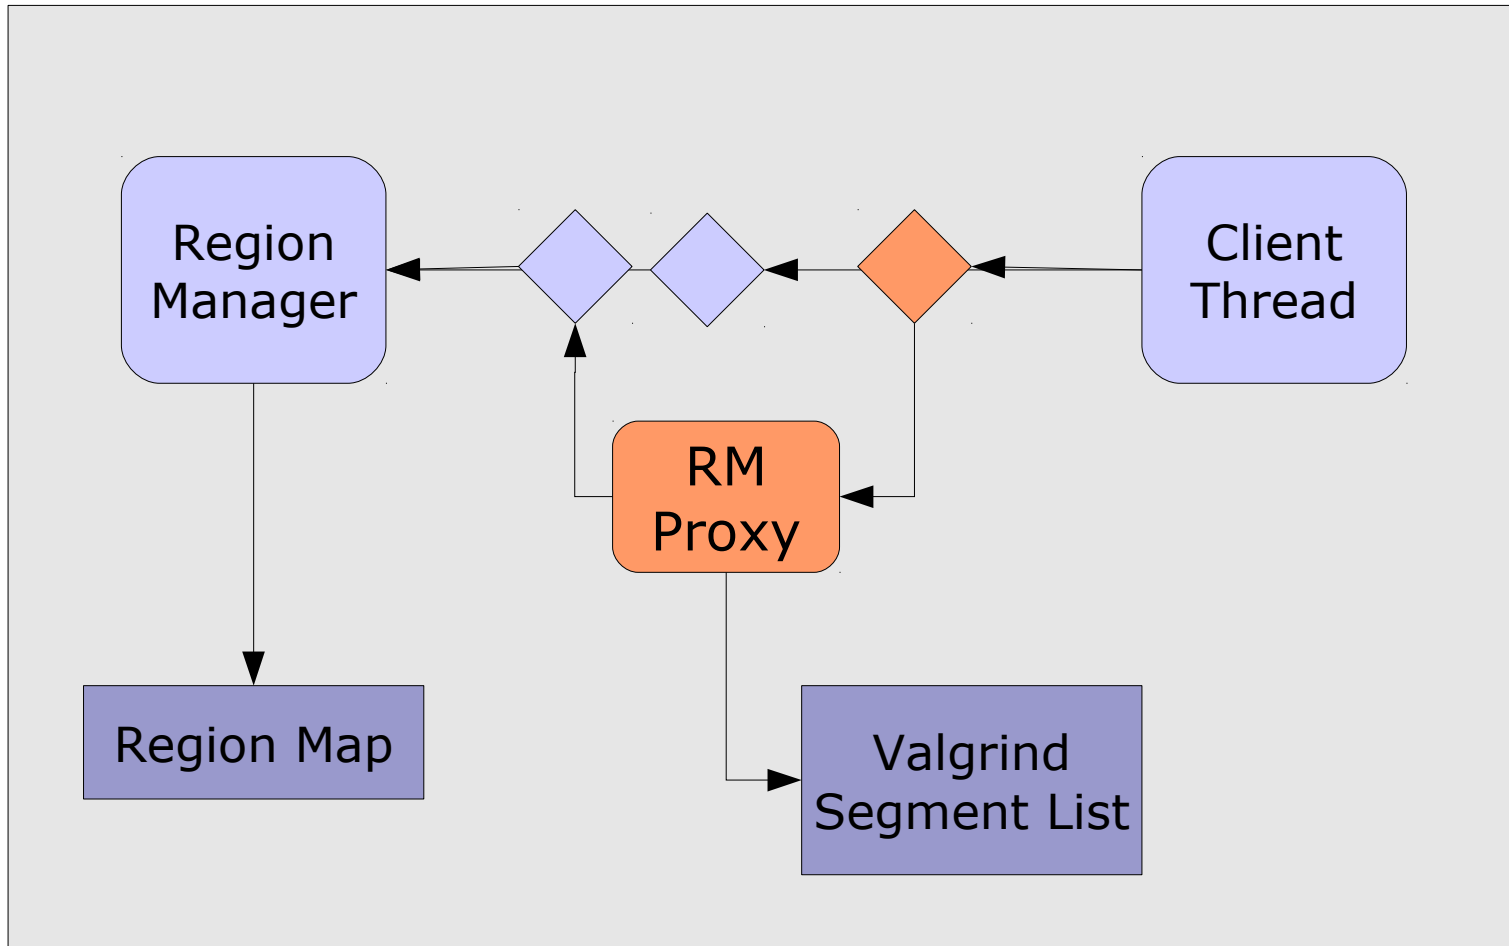 Region
Manager
Client
Thread
RM
Proxy
Region Map
Valgrind
Segment List